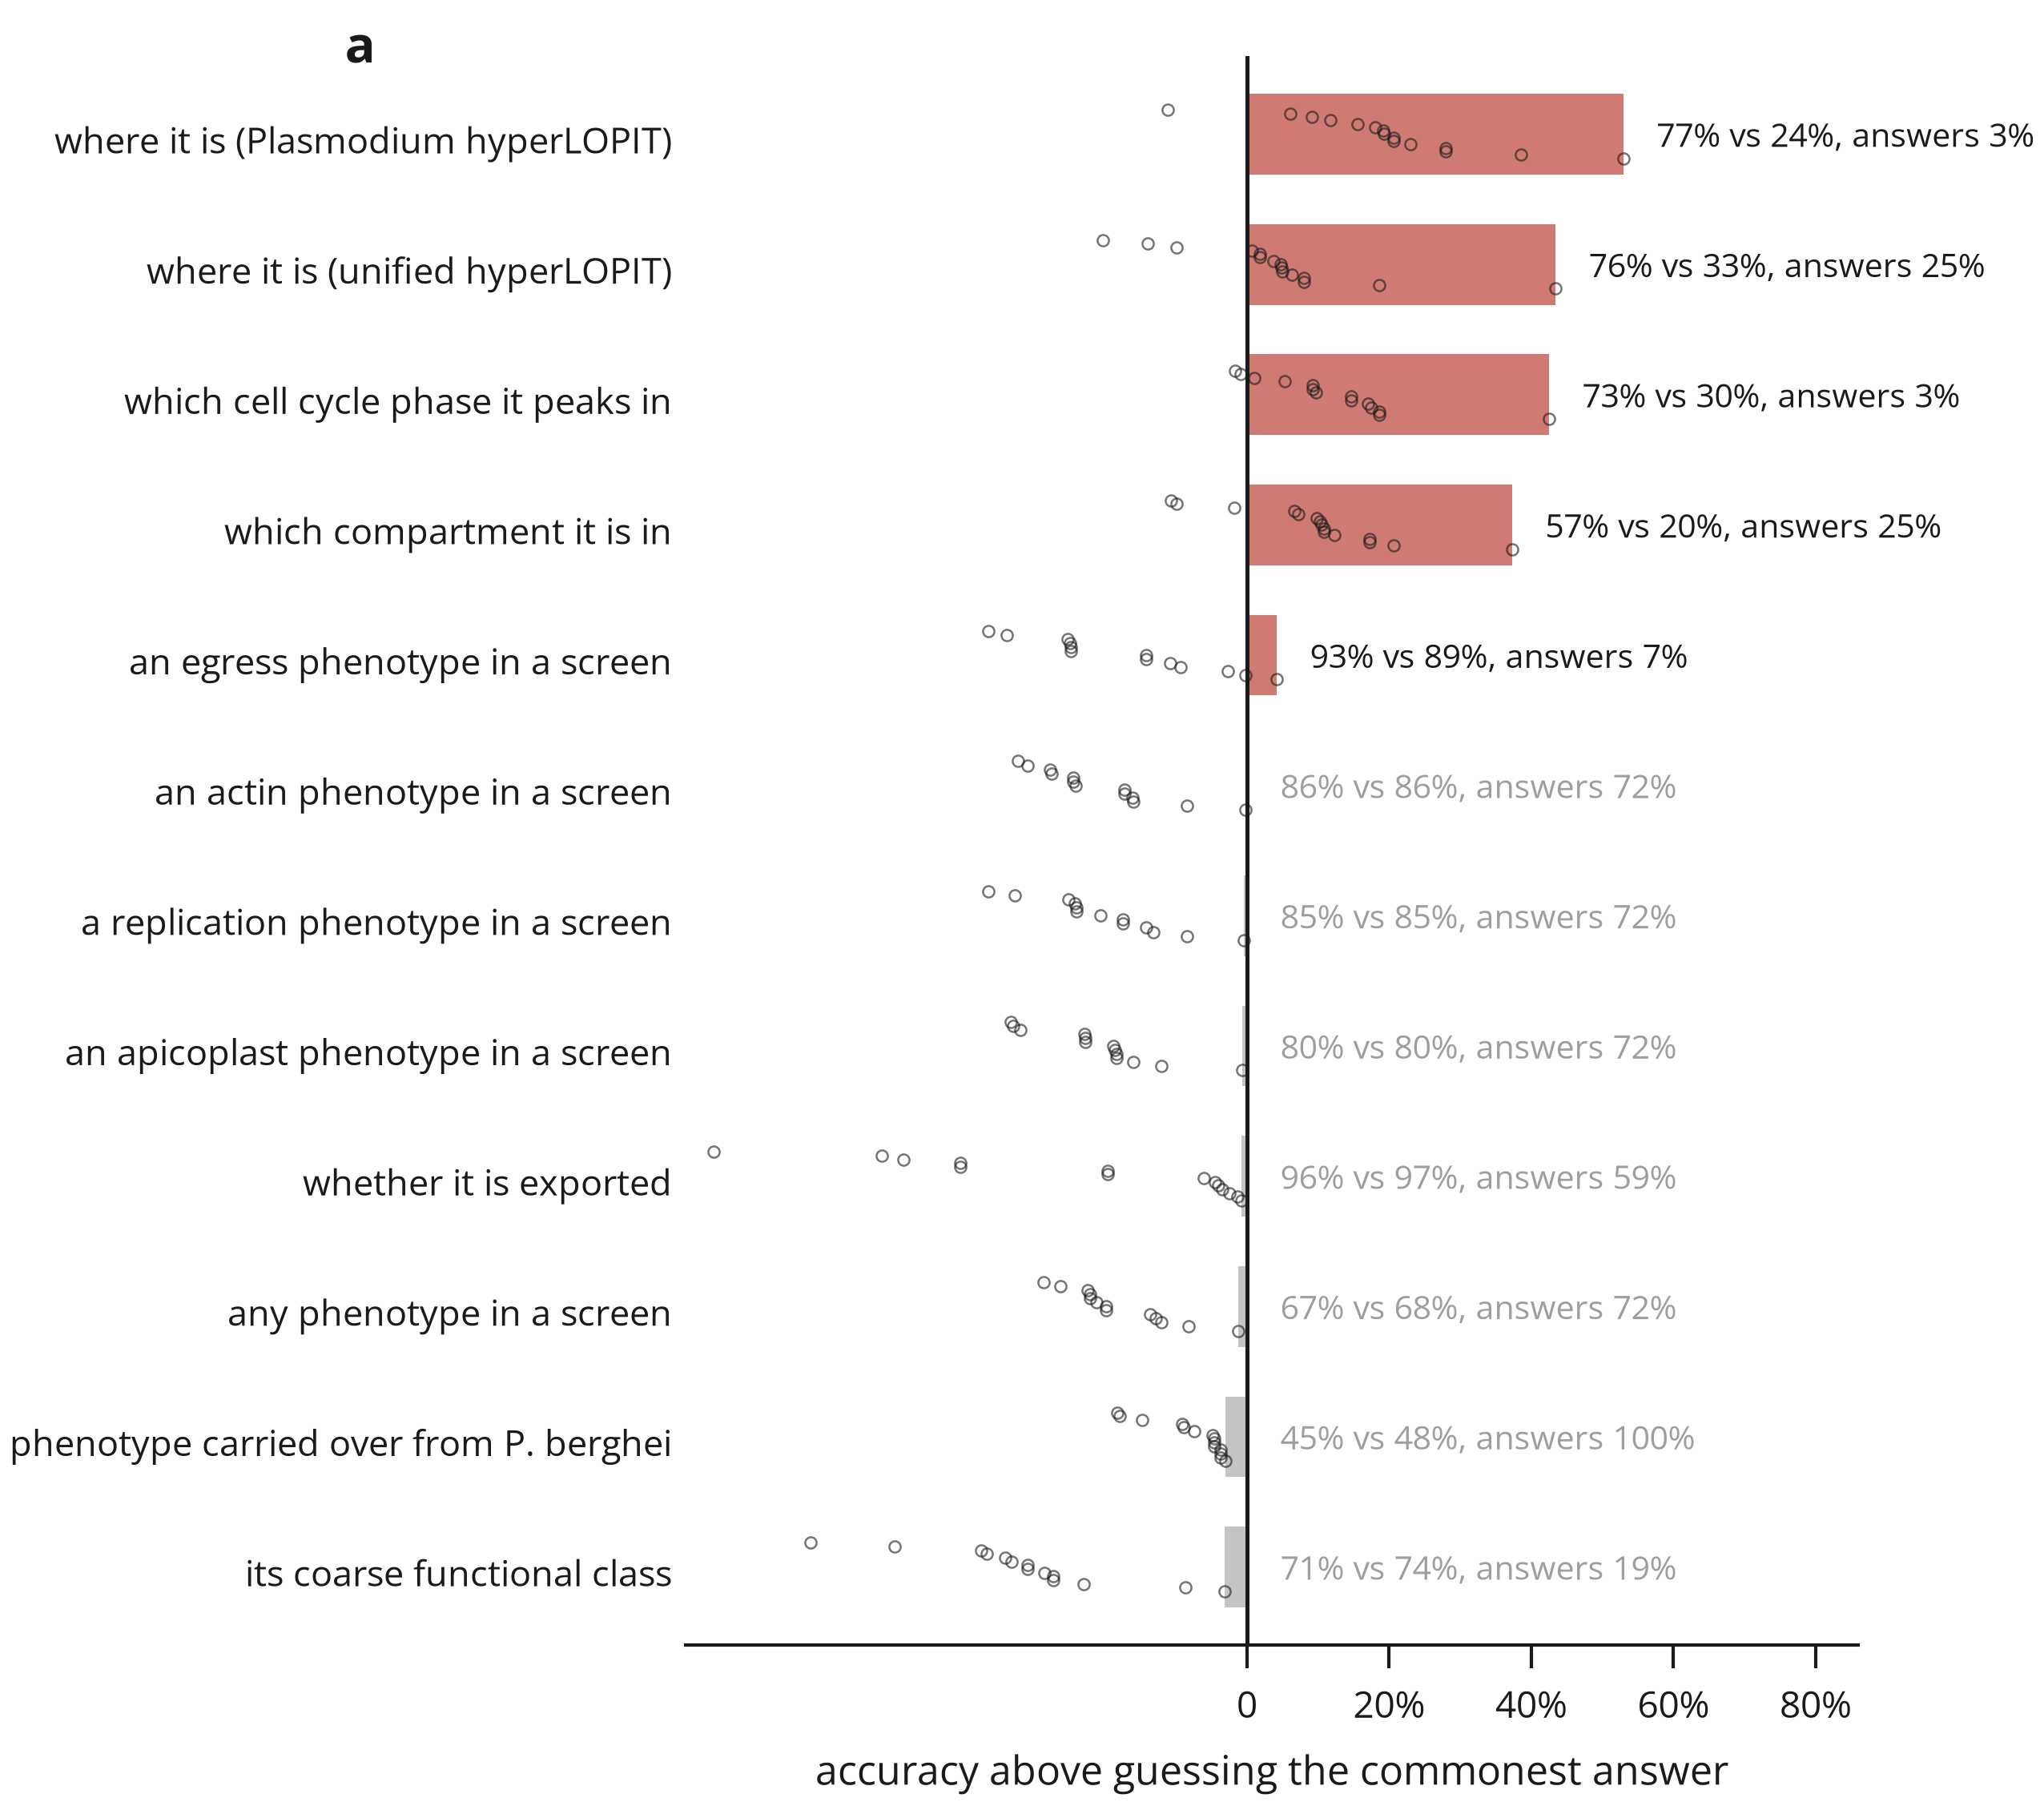 a
where it is (Plasmodium hyperLOPIT)
77% vs 24%, answers 3%
where it is (unified hyperLOPIT)
76% vs 33%, answers 25%
which cell cycle phase it peaks in
73% vs 30%, answers 3%
which compartment it is in
57% vs 20%, answers 25%
an egress phenotype in a screen
93% vs 89%, answers 7%
an actin phenotype in a screen
86% vs 86%, answers 72%
a replication phenotype in a screen
85% vs 85%, answers 72%
an apicoplast phenotype in a screen
80% vs 80%, answers 72%
whether it is exported
96% vs 97%, answers 59%
any phenotype in a screen
67% vs 68%, answers 72%
phenotype carried over from P. berghei
45% vs 48%, answers 100%
its coarse functional class
71% vs 74%, answers 19%
0 20% 40% 60% 80%
accuracy above guessing the commonest answer